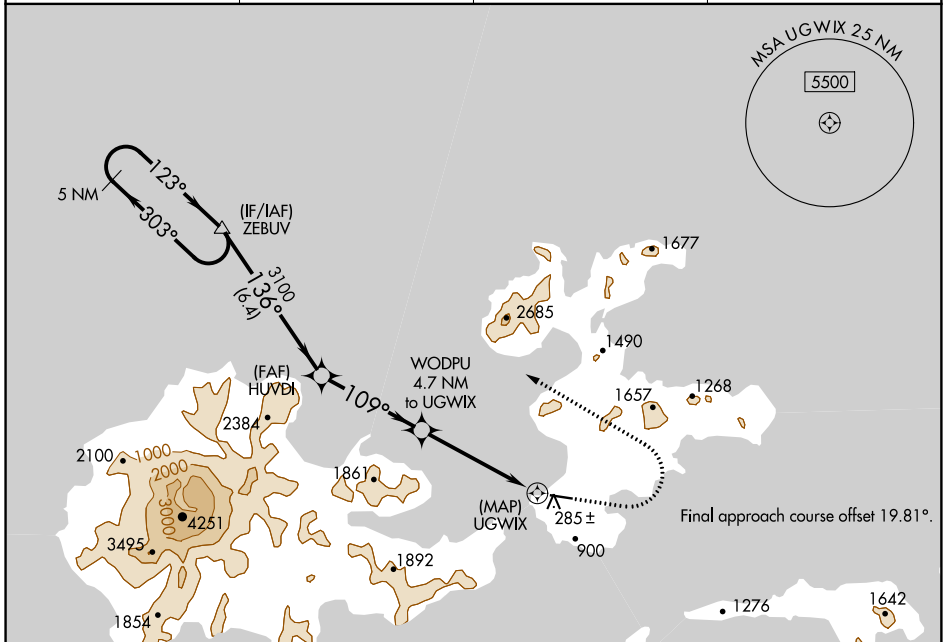 MSA UGWIX 25 NM
5500
123°
5 NM
303°
(IF/IAF)
ZEBUV
3100
136°
(6.4)
1677
2685
1490
(FAF)
HUVDI
WODPU
4.7 NM
to UGWIX
109°
1657
1268
2384
2100
1000
2000
3000
1861
4251
(MAP)
UGWIX
285 ±
Final approach course offset 19.81°.
3495
900
1892
1854
1276
1642